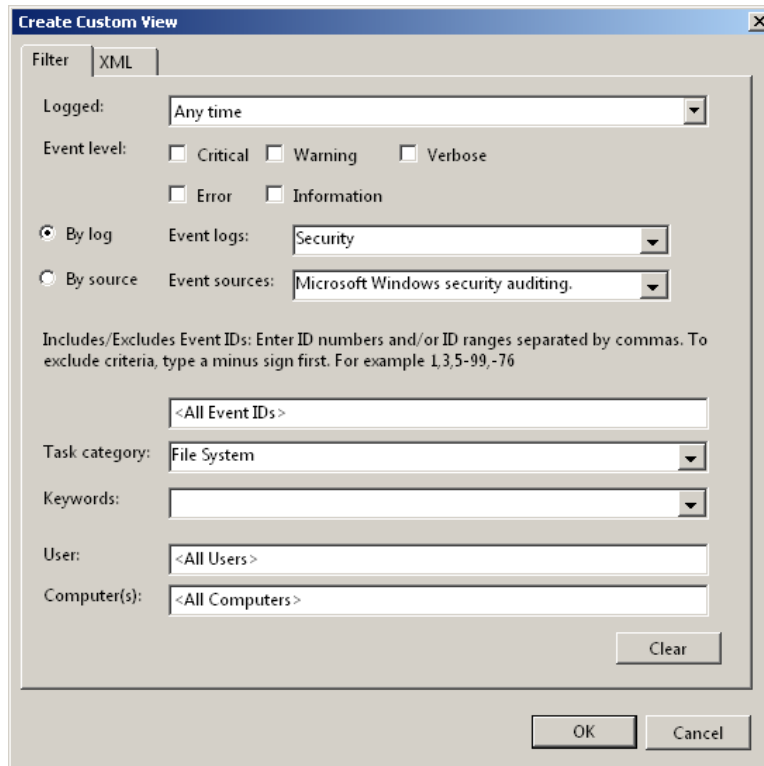 Create Custom View
Filter XML
Logged: Any time
Event level: Critical Warning Verbose
Error Information
By log Event logs: Security
By source Event sources: Microsoft Windows security auditing.
Includes/Excludes Event IDs: Enter ID numbers and/or ID ranges separated by commas. To
exclude criteria, type a minus sign first. For example 1,3,5-99,-76
<All Event IDs>
Task category: File System
Keywords:
User: <All Users>
Computer(s): <All Computers>
Clear
OK Cancel